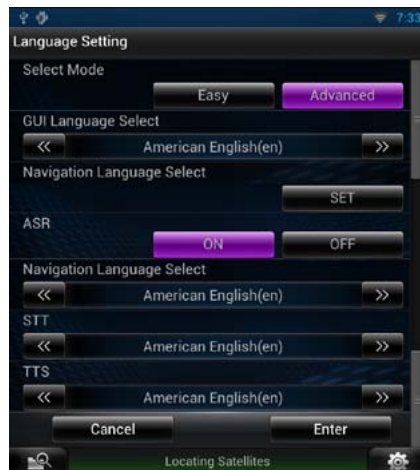 7:33
Language Setting
Select Mode
Easy Advanced
GUI Language Select
« American English(en) »
Navigation Language Select
SET
ASR
ON OFF
Navigation Language Select
« American English(en) »
STT
« American English(en) »
TTS
« American English(en) »
Cancel Enter
Locating Satellites